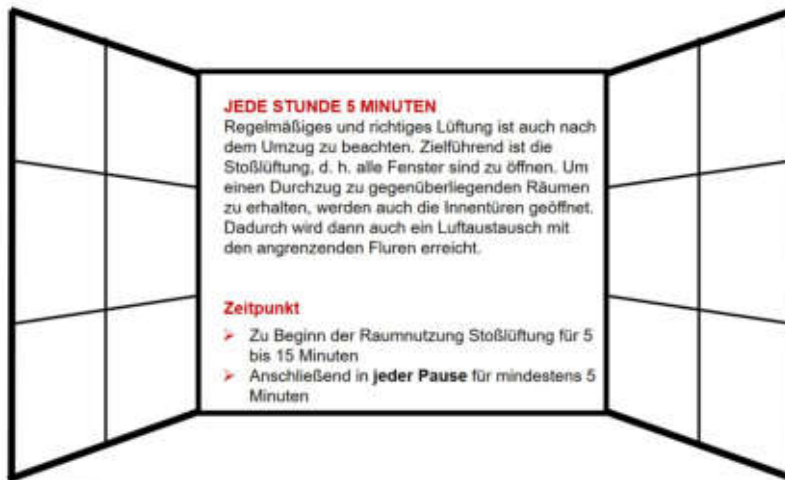 JEDE STUNDE 5 MINUTEN
Regelmäßiges und richtiges Lüftung ist auch nach
dem Umzug zu beachten. Zielführend ist die
Stoßlüftung, d. h. alle Fenster sind zu öffnen. Um
einen Durchzug zu gegenüberliegenden Räumen
zu erhalten, werden auch die Innentüren geöffnet.
Dadurch wird dann auch ein Luftaustausch mit
den angrenzenden Fluren erreicht.
Zeitpunkt
➢ Zu Beginn der Raumnutzung Stoßlüftung für 5
bis 15 Minuten
➢ Anschließend in jeder Pause für mindestens 5
Minuten